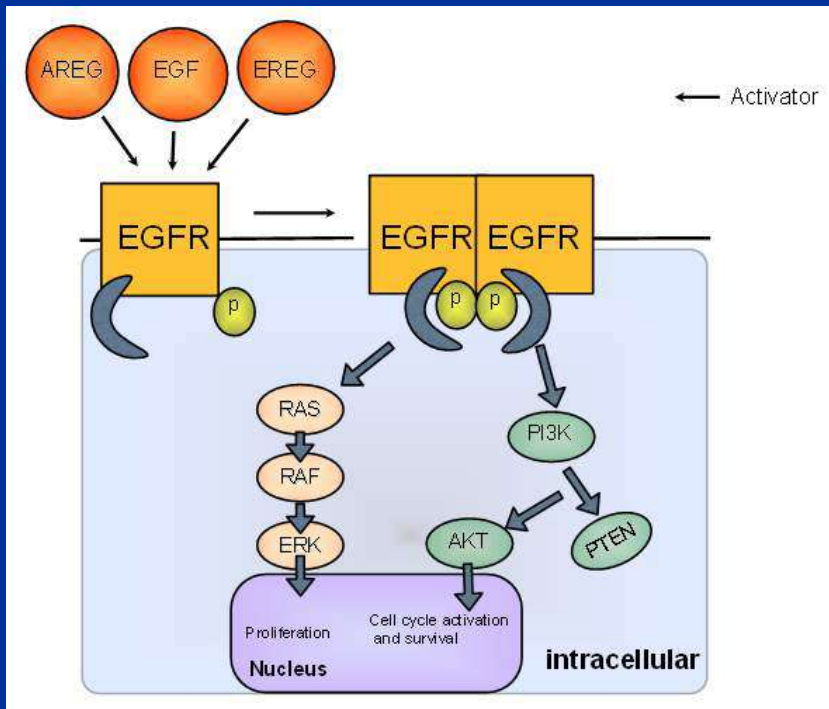 AREG
EGF
EREG
Activator
EGFR
EGFR
EGFR
p
p
p
RAS
PI3K
RAF
ERK
AKT
PTEN
Proliferation
Cell cycle activation
and survival
Nucleus
intracellular